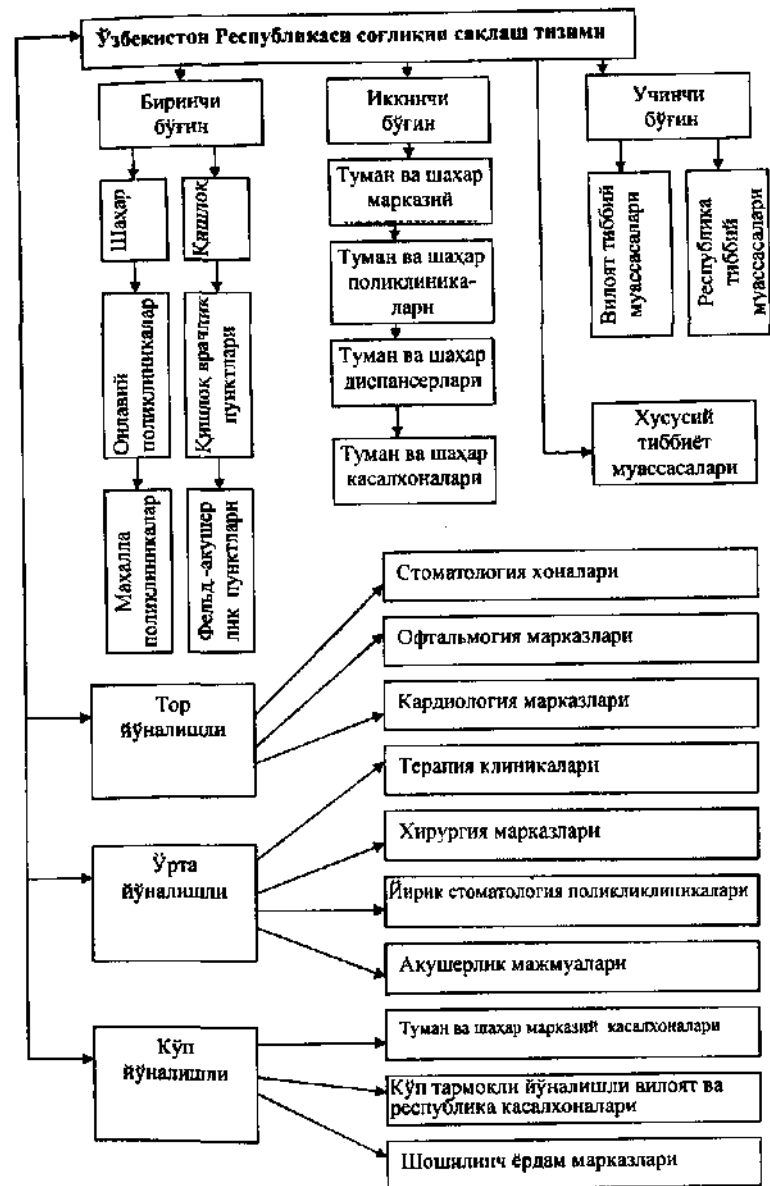 Ўзбекистон Республикаси соғлиқни сақлаш тизими
Биринчи
бўғин
Иккинчи
бўғин
Учинчи
бўғин
Шаҳар
Қишлоқ
Оилавий
поликлиникалар
Қишлоқ врачлик
пунктлари
Махалла
поликлиникалар
Фельд.-акушер
лик пунктлари
Туман ва шаҳар
марказий
Туман ва шаҳар
поликлиника-
лари
Туман ва шаҳар
диспансерлари
Туман ва шаҳар
касалхоналари
Вилоят тиббий
муассасалари
Республика
тиббий
муассасалари
Хусусий
тиббиёт
муассасалари
Тор
йўналишли
Стоматология хоналари
Офтальмогия марказлари
Кардиология марказлари
Ўрта
йўналишли
Терапия клиникалари
Хирургия марказлари
Йирик стоматология поликликлиникалари
Акушерлик мажмуалари
Кўп
йўналишли
Туман ва шаҳар марказий касалхоналари
Кўп тармокли йўналишли вилоят ва
республика касалхоналари
Шошилинч ёрдам марказлари